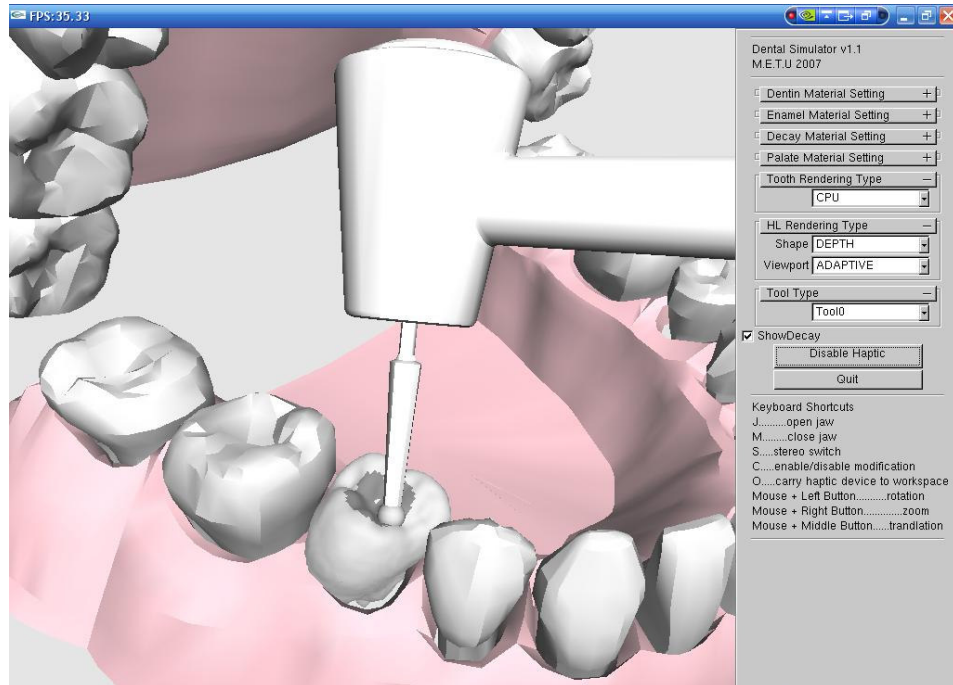 FPS:35.33
Dental Simulator v1.1
M.E.T.U 2007
Dentin Material Setting +
Enamel Material Setting +
Decay Material Setting +
Palate Material Setting +
Tooth Rendering Type −
CPU
HL Rendering Type −
Shape DEPTH
Viewport ADAPTIVE
Tool Type −
Tool0
ShowDecay
Disable Haptic
Quit
Keyboard Shortcuts
J.........open jaw
M........close jaw
S.....stereo switch
C.....enable/disable modification
O.....carry haptic device to workspace
Mouse + Left Button...........rotation
Mouse + Right Button..............zoom
Mouse + Middle Button......trandlation